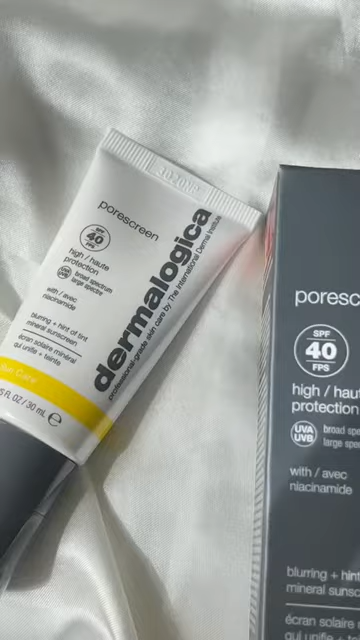 porescreen
SPF
40
FPS
high / haute
protection
UVA
UVB
broad spectrum
large spectre
with / avec
niacinamide
blurring + hint of tint
mineral sunscreen
écran solaire minéral
qui unifie + teinte
FL OZ / 30 mL ℮
dermalogica
professional-grade skin care by The International Dermal Institute
poresc
SPF
40
FPS
high / haut
protection
UVA
UVB
broad spe
large spe
with / avec
niacinamide
blurring + hint
mineral sunsc
écran solaire
qui unifie